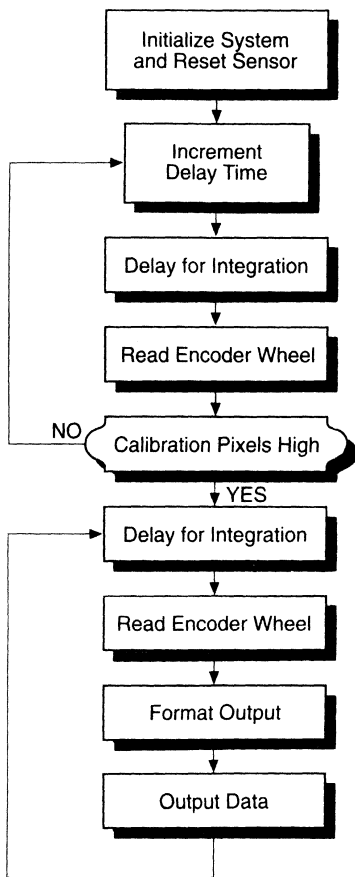 Initialize System
and Reset Sensor
Increment
Delay Time
Delay for Integration
Read Encoder Wheel
NO
Calibration Pixels High
YES
Delay for Integration
Read Encoder Wheel
Format Output
Output Data